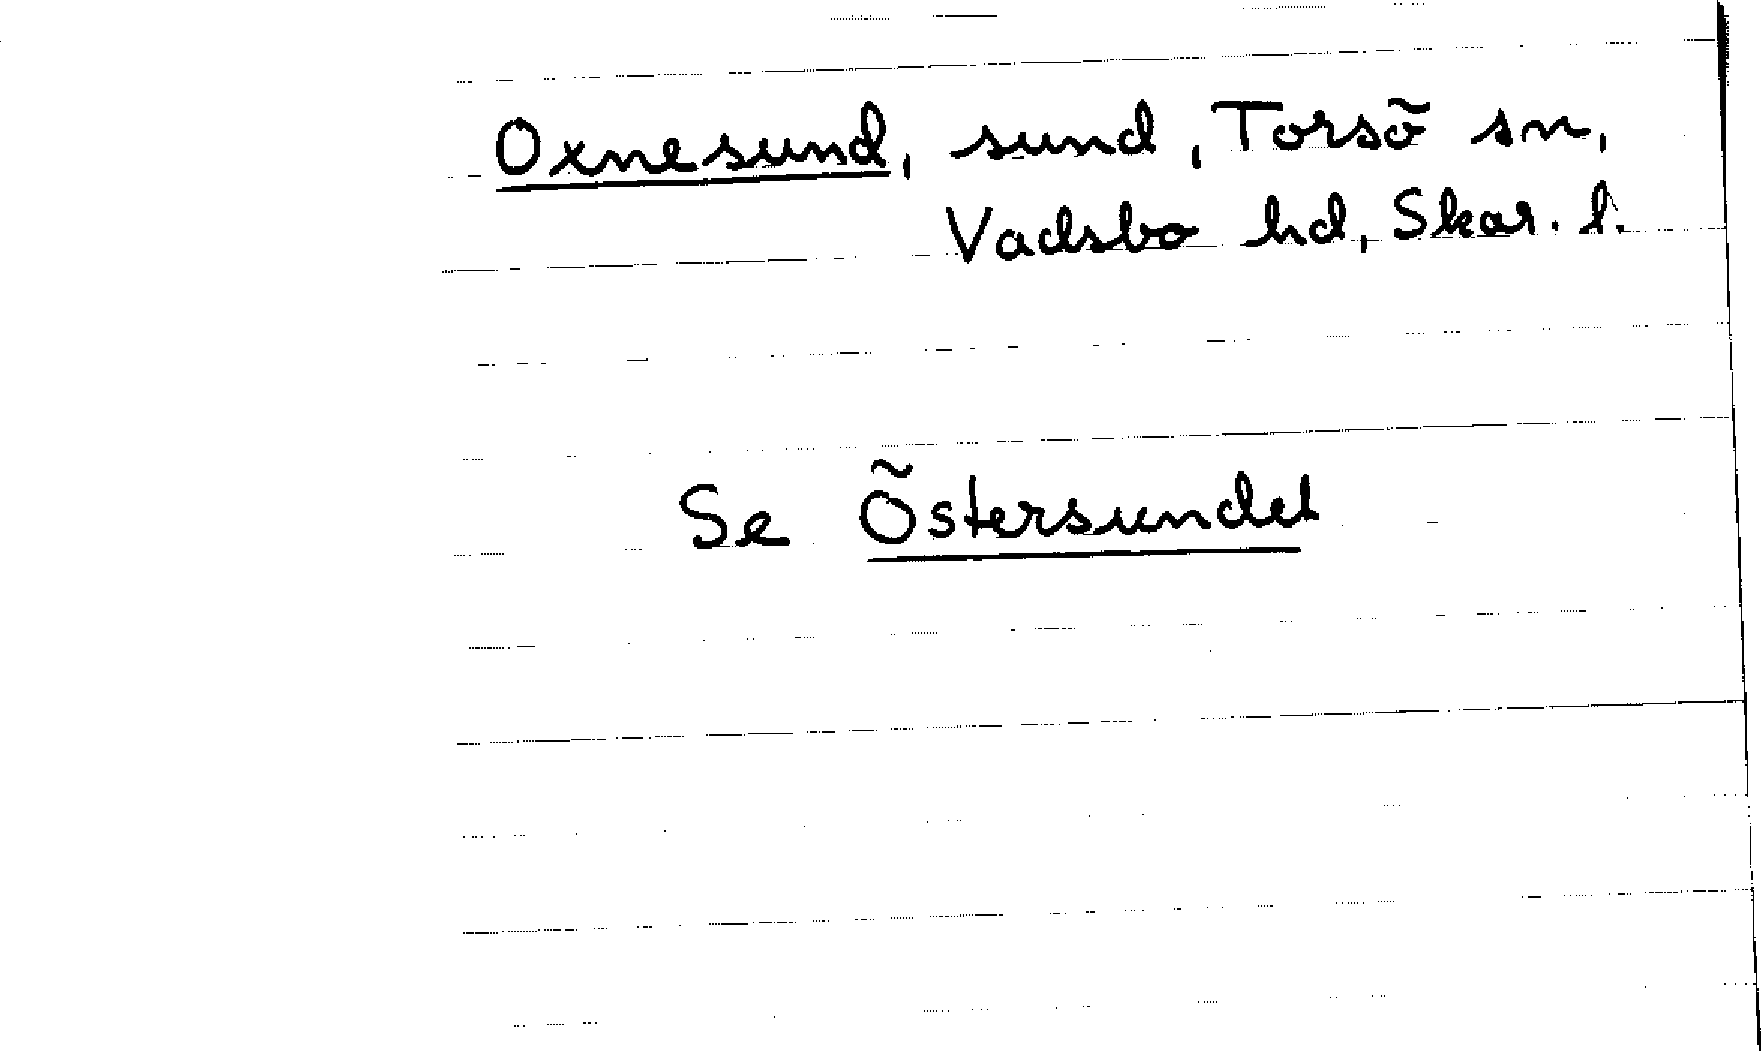 Oxnesund, sund, Torsö sn,
Vadsbo hd, Skar. l.
Se Östersundet